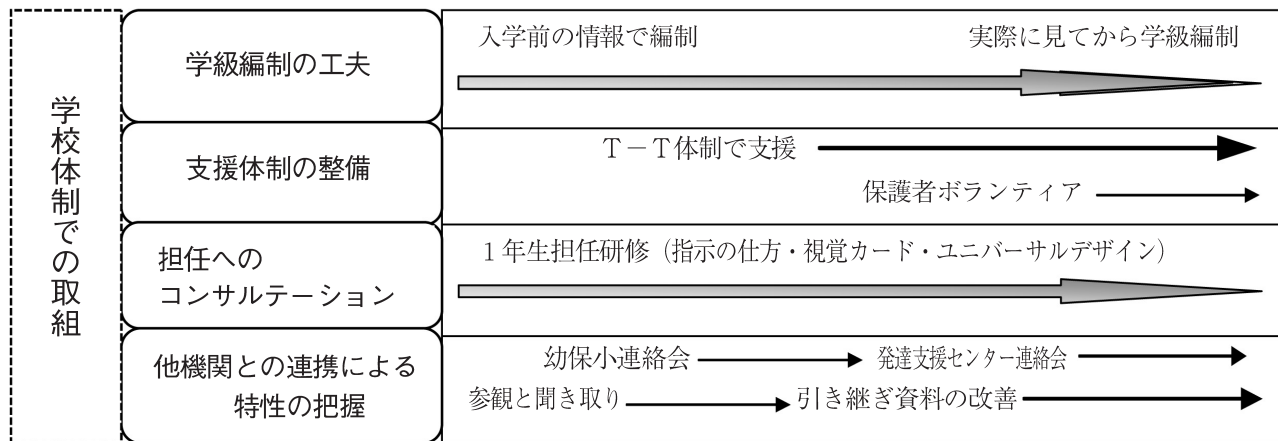 学校体制での取組
学級編制の工夫
入学前の情報で編制
実際に見てから学級編制
支援体制の整備
T－T体制で支援
保護者ボランティア
担任への
コンサルテーション
1年生担任研修（指示の仕方・視覚カード・ユニバーサルデザイン）
他機関との連携による
特性の把握
幼保小連絡会
発達支援センター連絡会
参観と聞き取り
引き継ぎ資料の改善